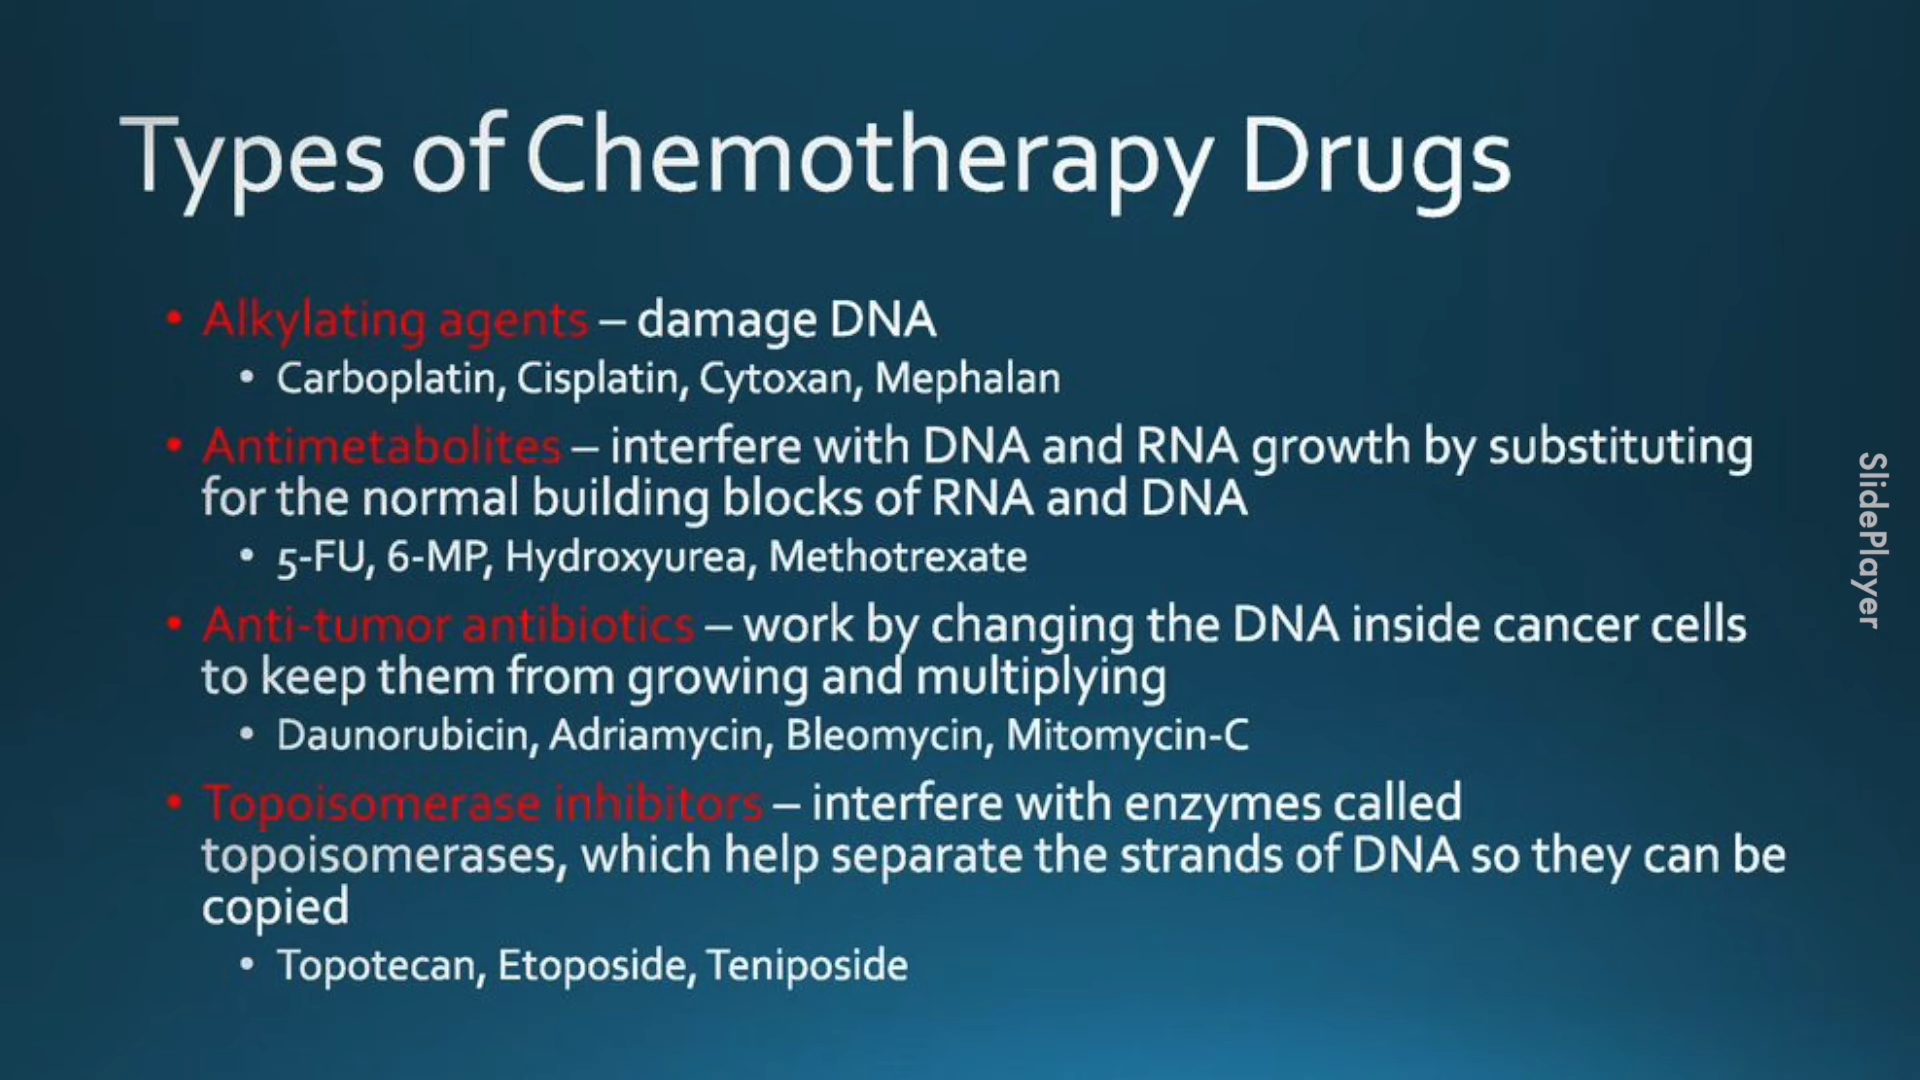 Types of Chemotherapy Drugs
• Alkylating agents – damage DNA
• Carboplatin, Cisplatin, Cytoxan, Mephalan
• Antimetabolites – interfere with DNA and RNA growth by substituting
for the normal building blocks of RNA and DNA
• 5-FU, 6-MP, Hydroxyurea, Methotrexate
• Anti-tumor antibiotics – work by changing the DNA inside cancer cells
to keep them from growing and multiplying
• Daunorubicin, Adriamycin, Bleomycin, Mitomycin-C
• Topoisomerase inhibitors – interfere with enzymes called
topoisomerases, which help separate the strands of DNA so they can be
copied
• Topotecan, Etoposide, Teniposide
SlidePlayer